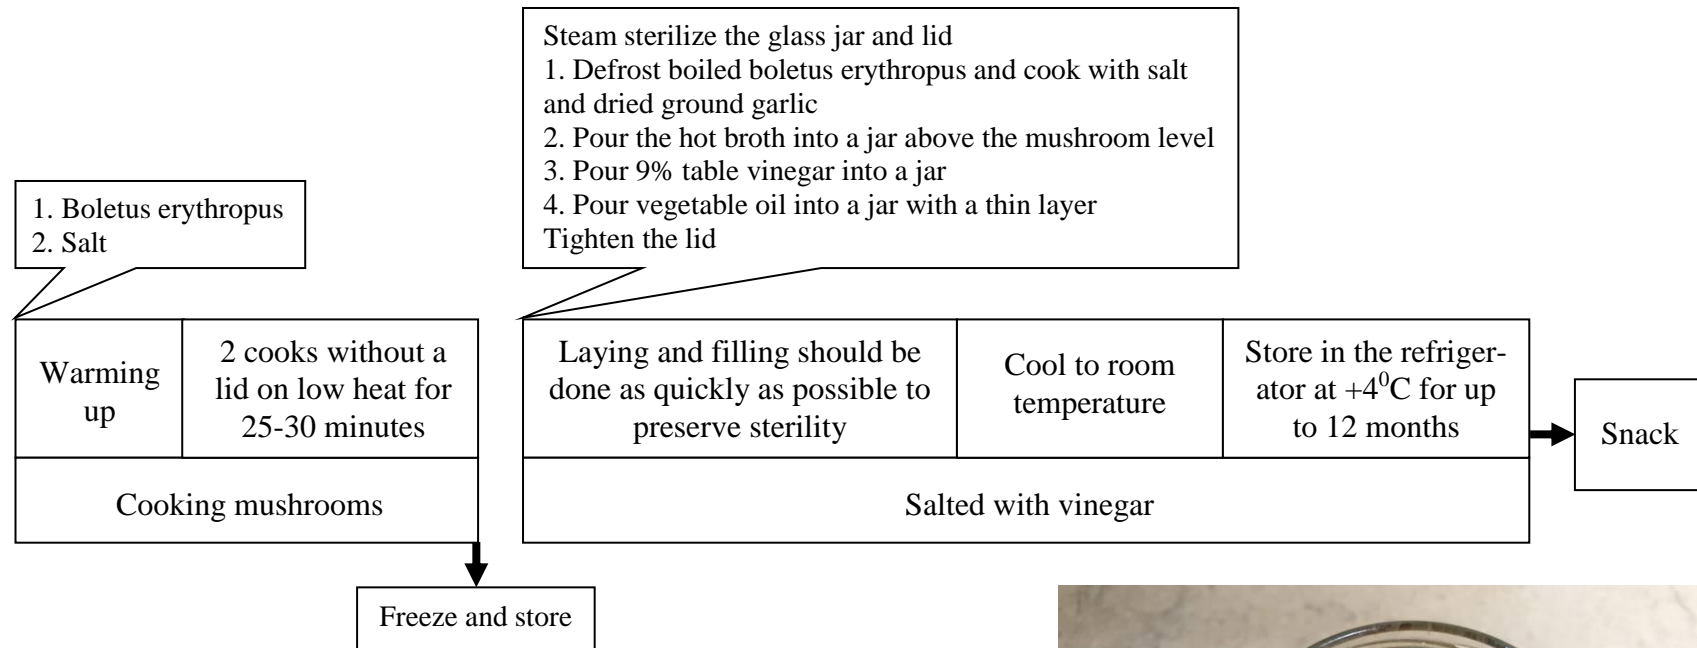 Steam sterilize the glass jar and lid
1. Defrost boiled boletus erythropus and cook with salt
and dried ground garlic
2. Pour the hot broth into a jar above the mushroom level
3. Pour 9% table vinegar into a jar
4. Pour vegetable oil into a jar with a thin layer
Tighten the lid
1. Boletus erythropus
2. Salt
Warming
up
2 cooks without a
lid on low heat for
25-30 minutes
Cooking mushrooms
Freeze and store
Laying and filling should be
done as quickly as possible to
preserve sterility
Cool to room
temperature
Store in the refriger-
ator at +4⁰C for up
to 12 months
Salted with vinegar
Snack